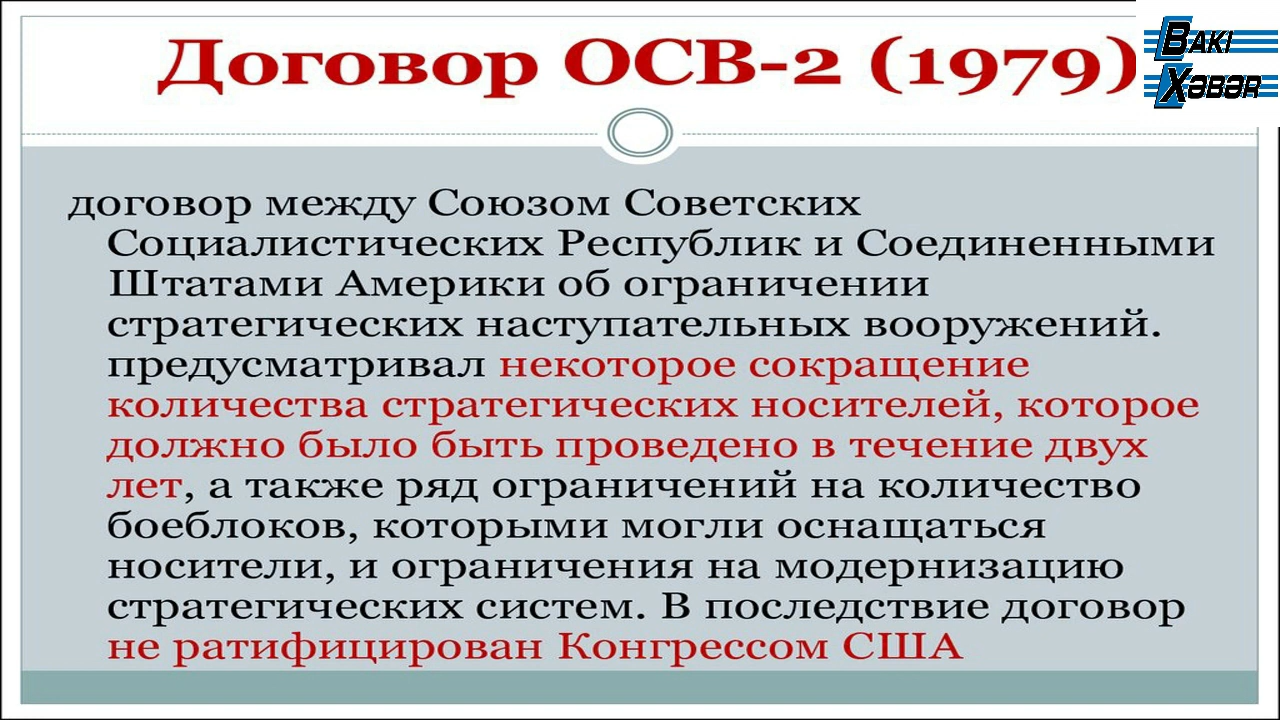 Договор ОСВ-2 (1979)
BAKI
XƏBƏR
договор между Союзом Советских
Социалистических Республик и Соединенными
Штатами Америки об ограничении
стратегических наступательных вооружений.
предусматривал некоторое сокращение
количества стратегических носителей, которое
должно было быть проведено в течение двух
лет, а также ряд ограничений на количество
боеблоков, которыми могли оснащаться
носители, и ограничения на модернизацию
стратегических систем. В последствие договор
не ратифицирован Конгрессом США